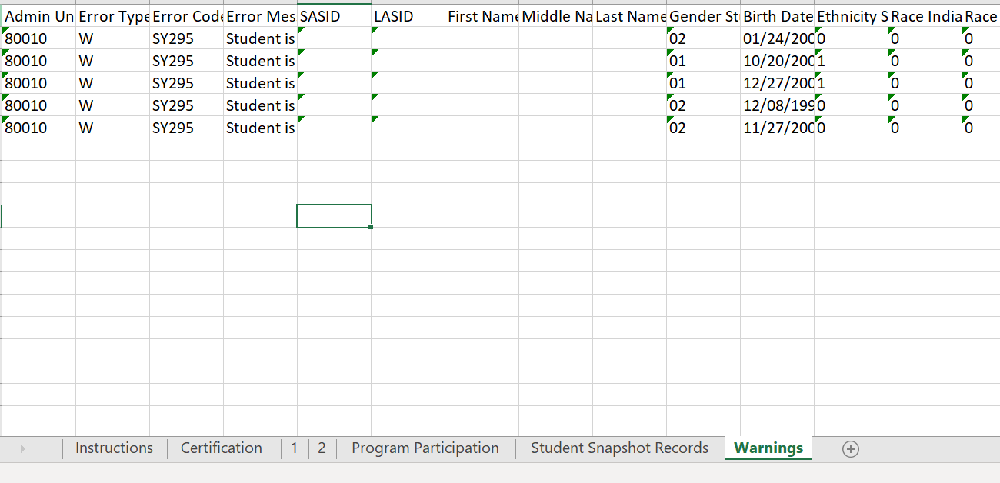 Admin Un Error Type Error Code Error Mes SASID LASID First Name Middle Na Last Name Gender St Birth Date Ethnicity S Race India Race
80010 W SY295 Student is 02 01/24/200 0 0 0
80010 W SY295 Student is 01 10/20/200 1 0 0
80010 W SY295 Student is 01 12/27/200 1 0 0
80010 W SY295 Student is 02 12/08/199 0 0 0
80010 W SY295 Student is 02 11/27/200 0 0 0
Instructions Certification 1 2 Program Participation Student Snapshot Records Warnings